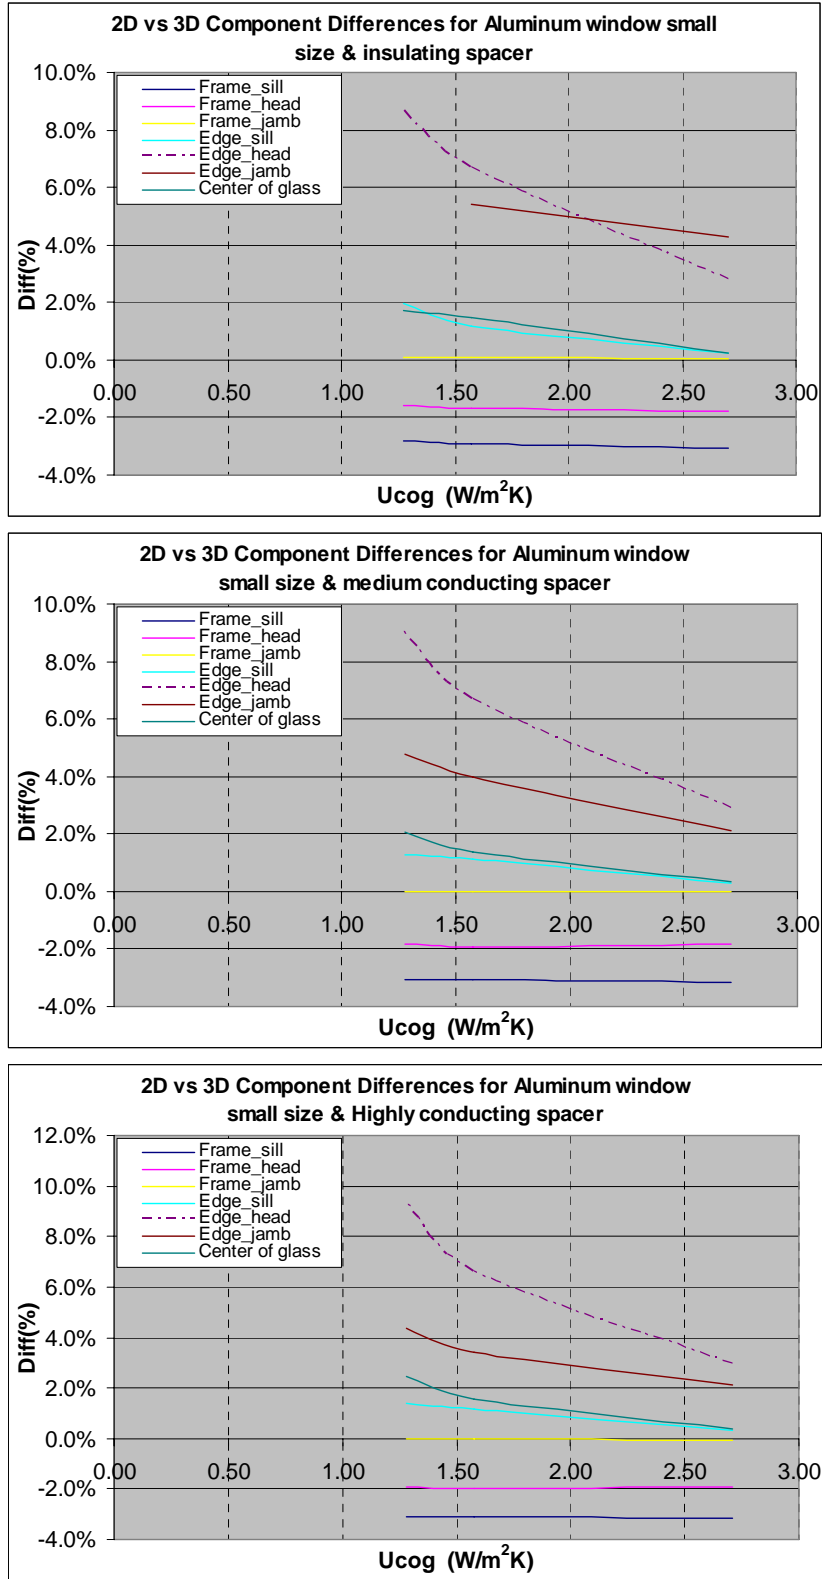 2D vs 3D Component Differences for Aluminum window small
size & insulating spacer
10.0%
8.0%
6.0%
4.0%
2.0%
0.0%
-2.0%
-4.0%
Diff(%)
Frame_sill
Frame_head
Frame_jamb
Edge_sill
Edge_head
Edge_jamb
Center of glass
0.00 0.50 1.00 1.50 2.00 2.50 3.00
Ucog (W/m²K)
2D vs 3D Component Differences for Aluminum window
small size & medium conducting spacer
10.0%
8.0%
6.0%
4.0%
2.0%
0.0%
-2.0%
-4.0%
Diff(%)
Frame_sill
Frame_head
Frame_jamb
Edge_sill
Edge_head
Edge_jamb
Center of glass
0.00 0.50 1.00 1.50 2.00 2.50 3.00
Ucog (W/m²K)
2D vs 3D Component Differences for Aluminum window
small size & Highly conducting spacer
12.0%
10.0%
8.0%
6.0%
4.0%
2.0%
0.0%
-2.0%
-4.0%
Diff(%)
Frame_sill
Frame_head
Frame_jamb
Edge_sill
Edge_head
Edge_jamb
Center of glass
0.00 0.50 1.00 1.50 2.00 2.50 3.00
Ucog (W/m²K)